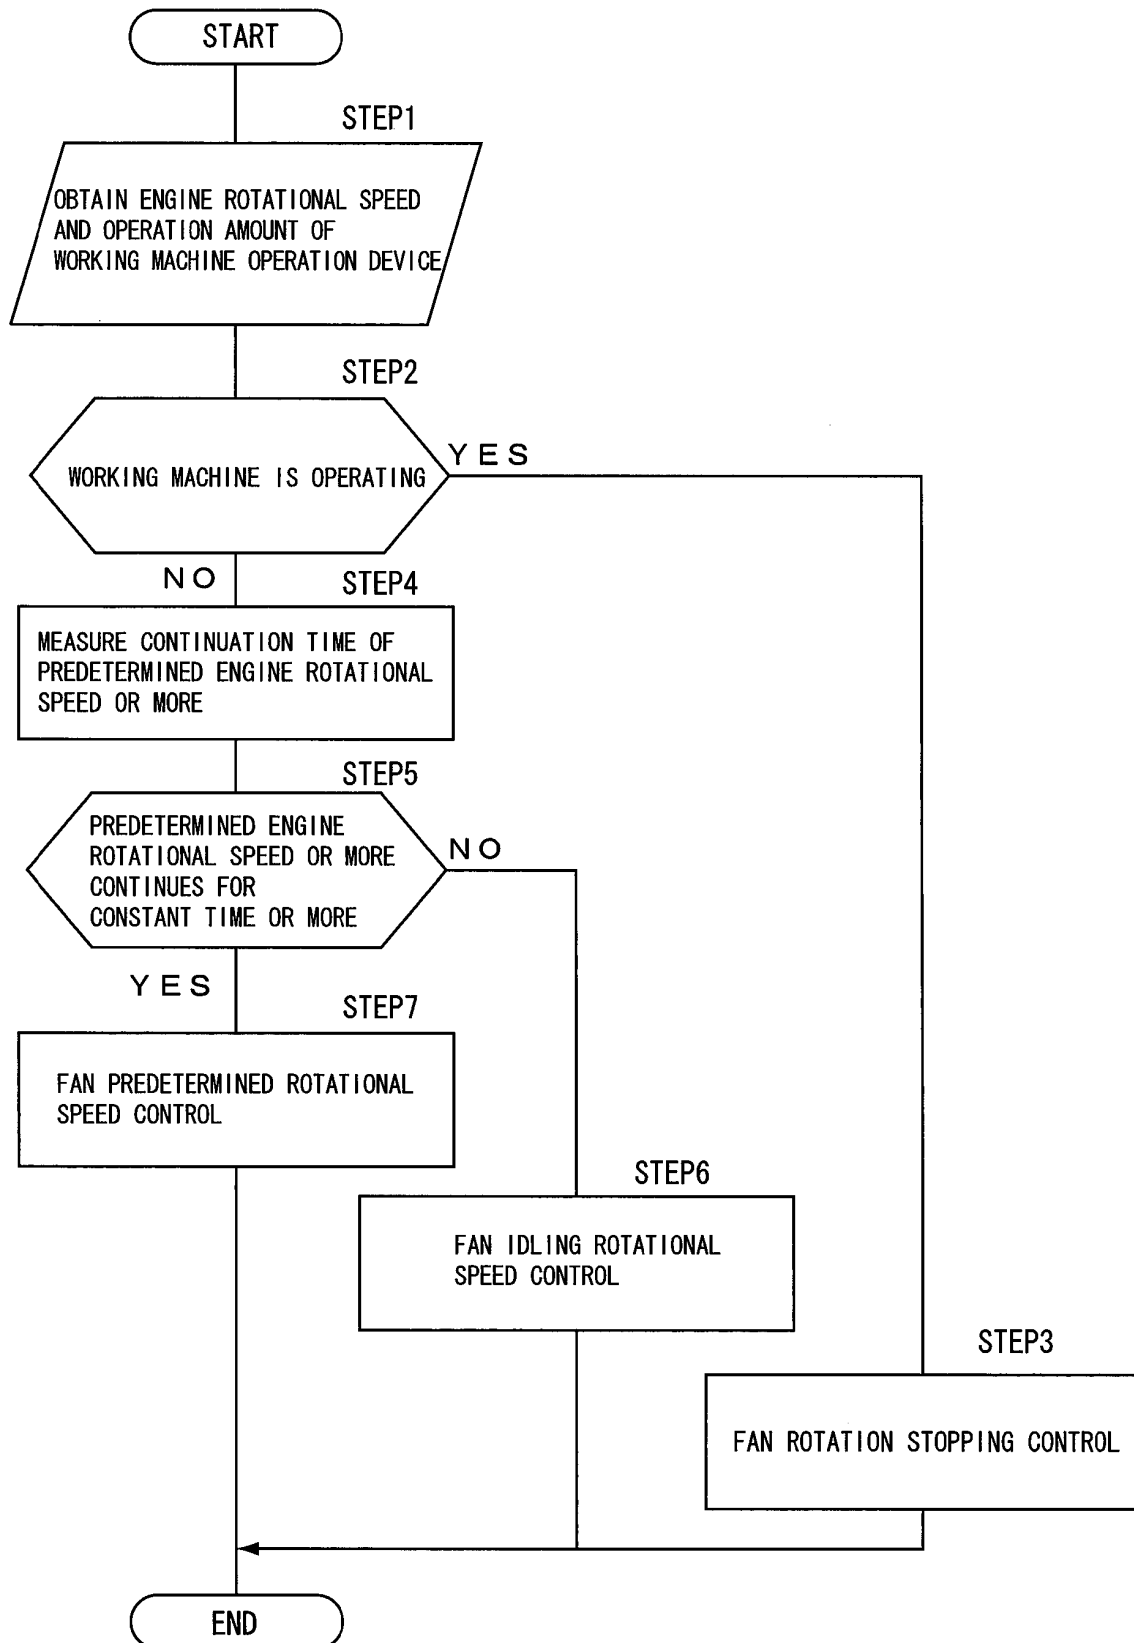 START
STEP1
OBTAIN ENGINE ROTATIONAL SPEED
AND OPERATION AMOUNT OF
WORKING MACHINE OPERATION DEVICE
STEP2
WORKING MACHINE IS OPERATING
YES
NO
STEP4
MEASURE CONTINUATION TIME OF
PREDETERMINED ENGINE ROTATIONAL
SPEED OR MORE
STEP5
PREDETERMINED ENGINE
ROTATIONAL SPEED OR MORE
CONTINUES FOR
CONSTANT TIME OR MORE
NO
YES
STEP7
FAN PREDETERMINED ROTATIONAL
SPEED CONTROL
STEP6
FAN IDLING ROTATIONAL
SPEED CONTROL
STEP3
FAN ROTATION STOPPING CONTROL
END